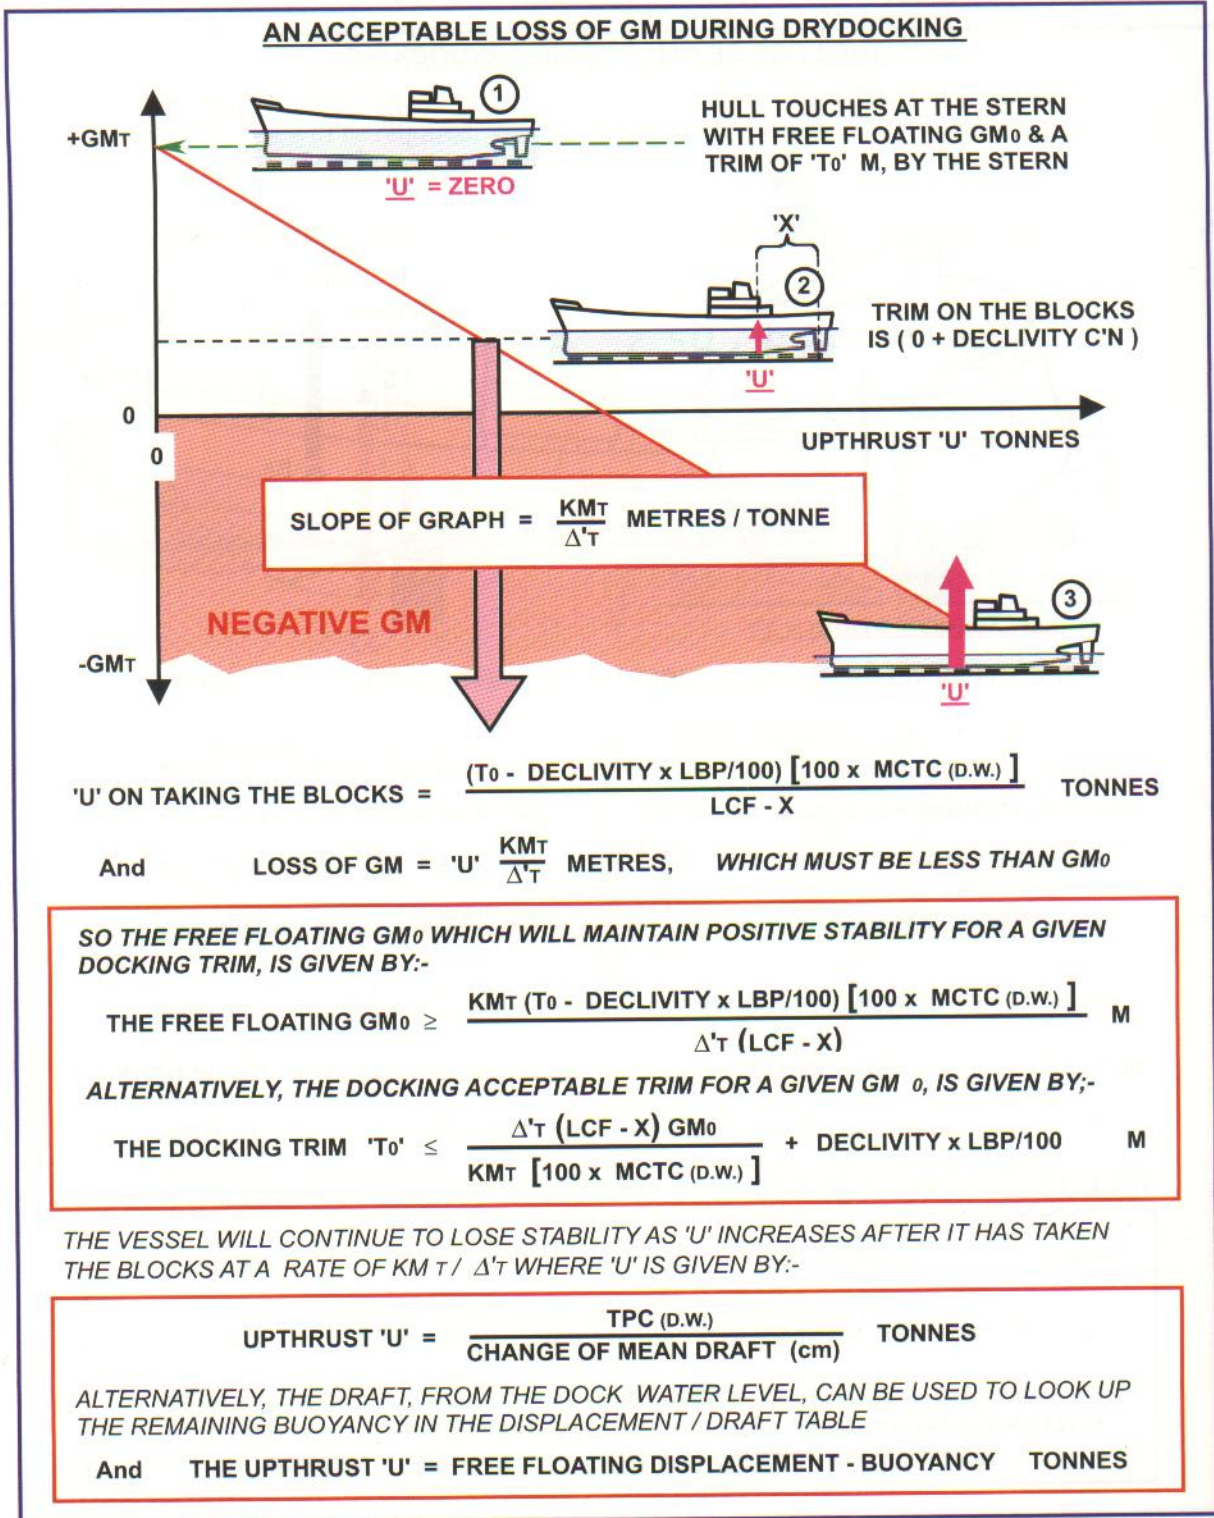 AN ACCEPTABLE LOSS OF GM DURING DRYDOCKING
1
+GMT
HULL TOUCHES AT THE STERN
WITH FREE FLOATING GM0 & A
TRIM OF 'T0' M, BY THE STERN
'U' = ZERO
'X'
2
TRIM ON THE BLOCKS
IS ( 0 + DECLIVITY C'N )
'U'
0
0
UPTHRUST 'U' TONNES
SLOPE OF GRAPH = KMT / Δ'T METRES / TONNE
NEGATIVE GM
3
-GMT
'U'
'U' ON TAKING THE BLOCKS = (T0 - DECLIVITY x LBP/100) [100 x MCTC (D.W.) ] / LCF - X TONNES
And LOSS OF GM = 'U' KMT / Δ'T METRES, WHICH MUST BE LESS THAN GM0
SO THE FREE FLOATING GM0 WHICH WILL MAINTAIN POSITIVE STABILITY FOR A GIVEN
DOCKING TRIM, IS GIVEN BY:-
THE FREE FLOATING GM0 ≥ KMT (T0 - DECLIVITY x LBP/100) [100 x MCTC (D.W.) ] / Δ'T (LCF - X) M
ALTERNATIVELY, THE DOCKING ACCEPTABLE TRIM FOR A GIVEN GM 0, IS GIVEN BY;-
THE DOCKING TRIM 'T0' ≤ Δ'T (LCF - X) GM0 / KMT [100 x MCTC (D.W.) ] + DECLIVITY x LBP/100 M
THE VESSEL WILL CONTINUE TO LOSE STABILITY AS 'U' INCREASES AFTER IT HAS TAKEN
THE BLOCKS AT A RATE OF KM T / Δ'T WHERE 'U' IS GIVEN BY:-
UPTHRUST 'U' = TPC (D.W.) / CHANGE OF MEAN DRAFT (cm) TONNES
ALTERNATIVELY, THE DRAFT, FROM THE DOCK WATER LEVEL, CAN BE USED TO LOOK UP
THE REMAINING BUOYANCY IN THE DISPLACEMENT / DRAFT TABLE
And THE UPTHRUST 'U' = FREE FLOATING DISPLACEMENT - BUOYANCY TONNES